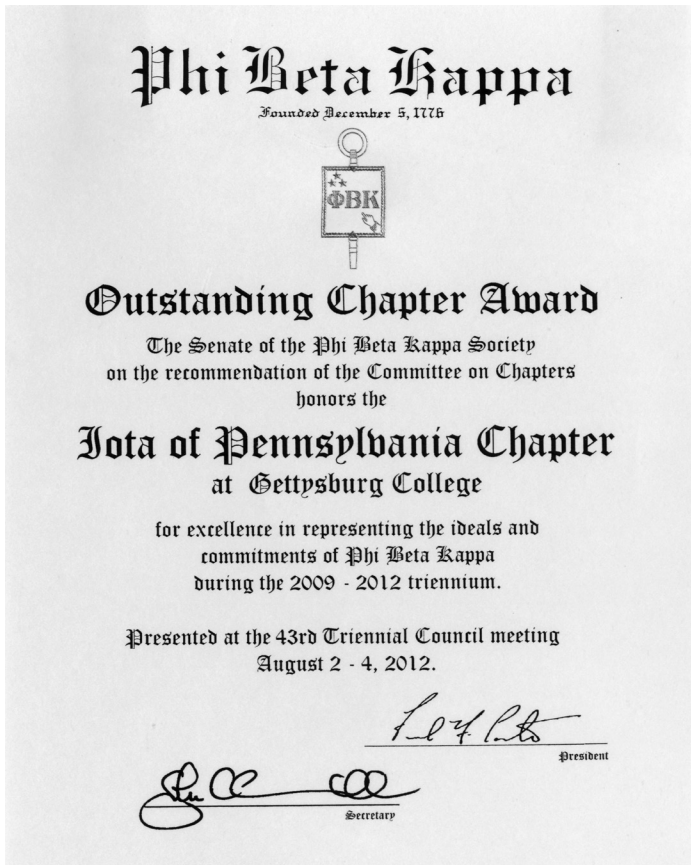 Phi Beta Kappa
Founded December 5, 1776
ΦΒΚ
Outstanding Chapter Award
The Senate of the Phi Beta Kappa Society
on the recommendation of the Committee on Chapters
honors the
Iota of Pennsylvania Chapter
at Gettysburg College
for excellence in representing the ideals and
commitments of Phi Beta Kappa
during the 2009 - 2012 triennium.
Presented at the 43rd Triennial Council meeting
August 2 - 4, 2012.
President
Secretary